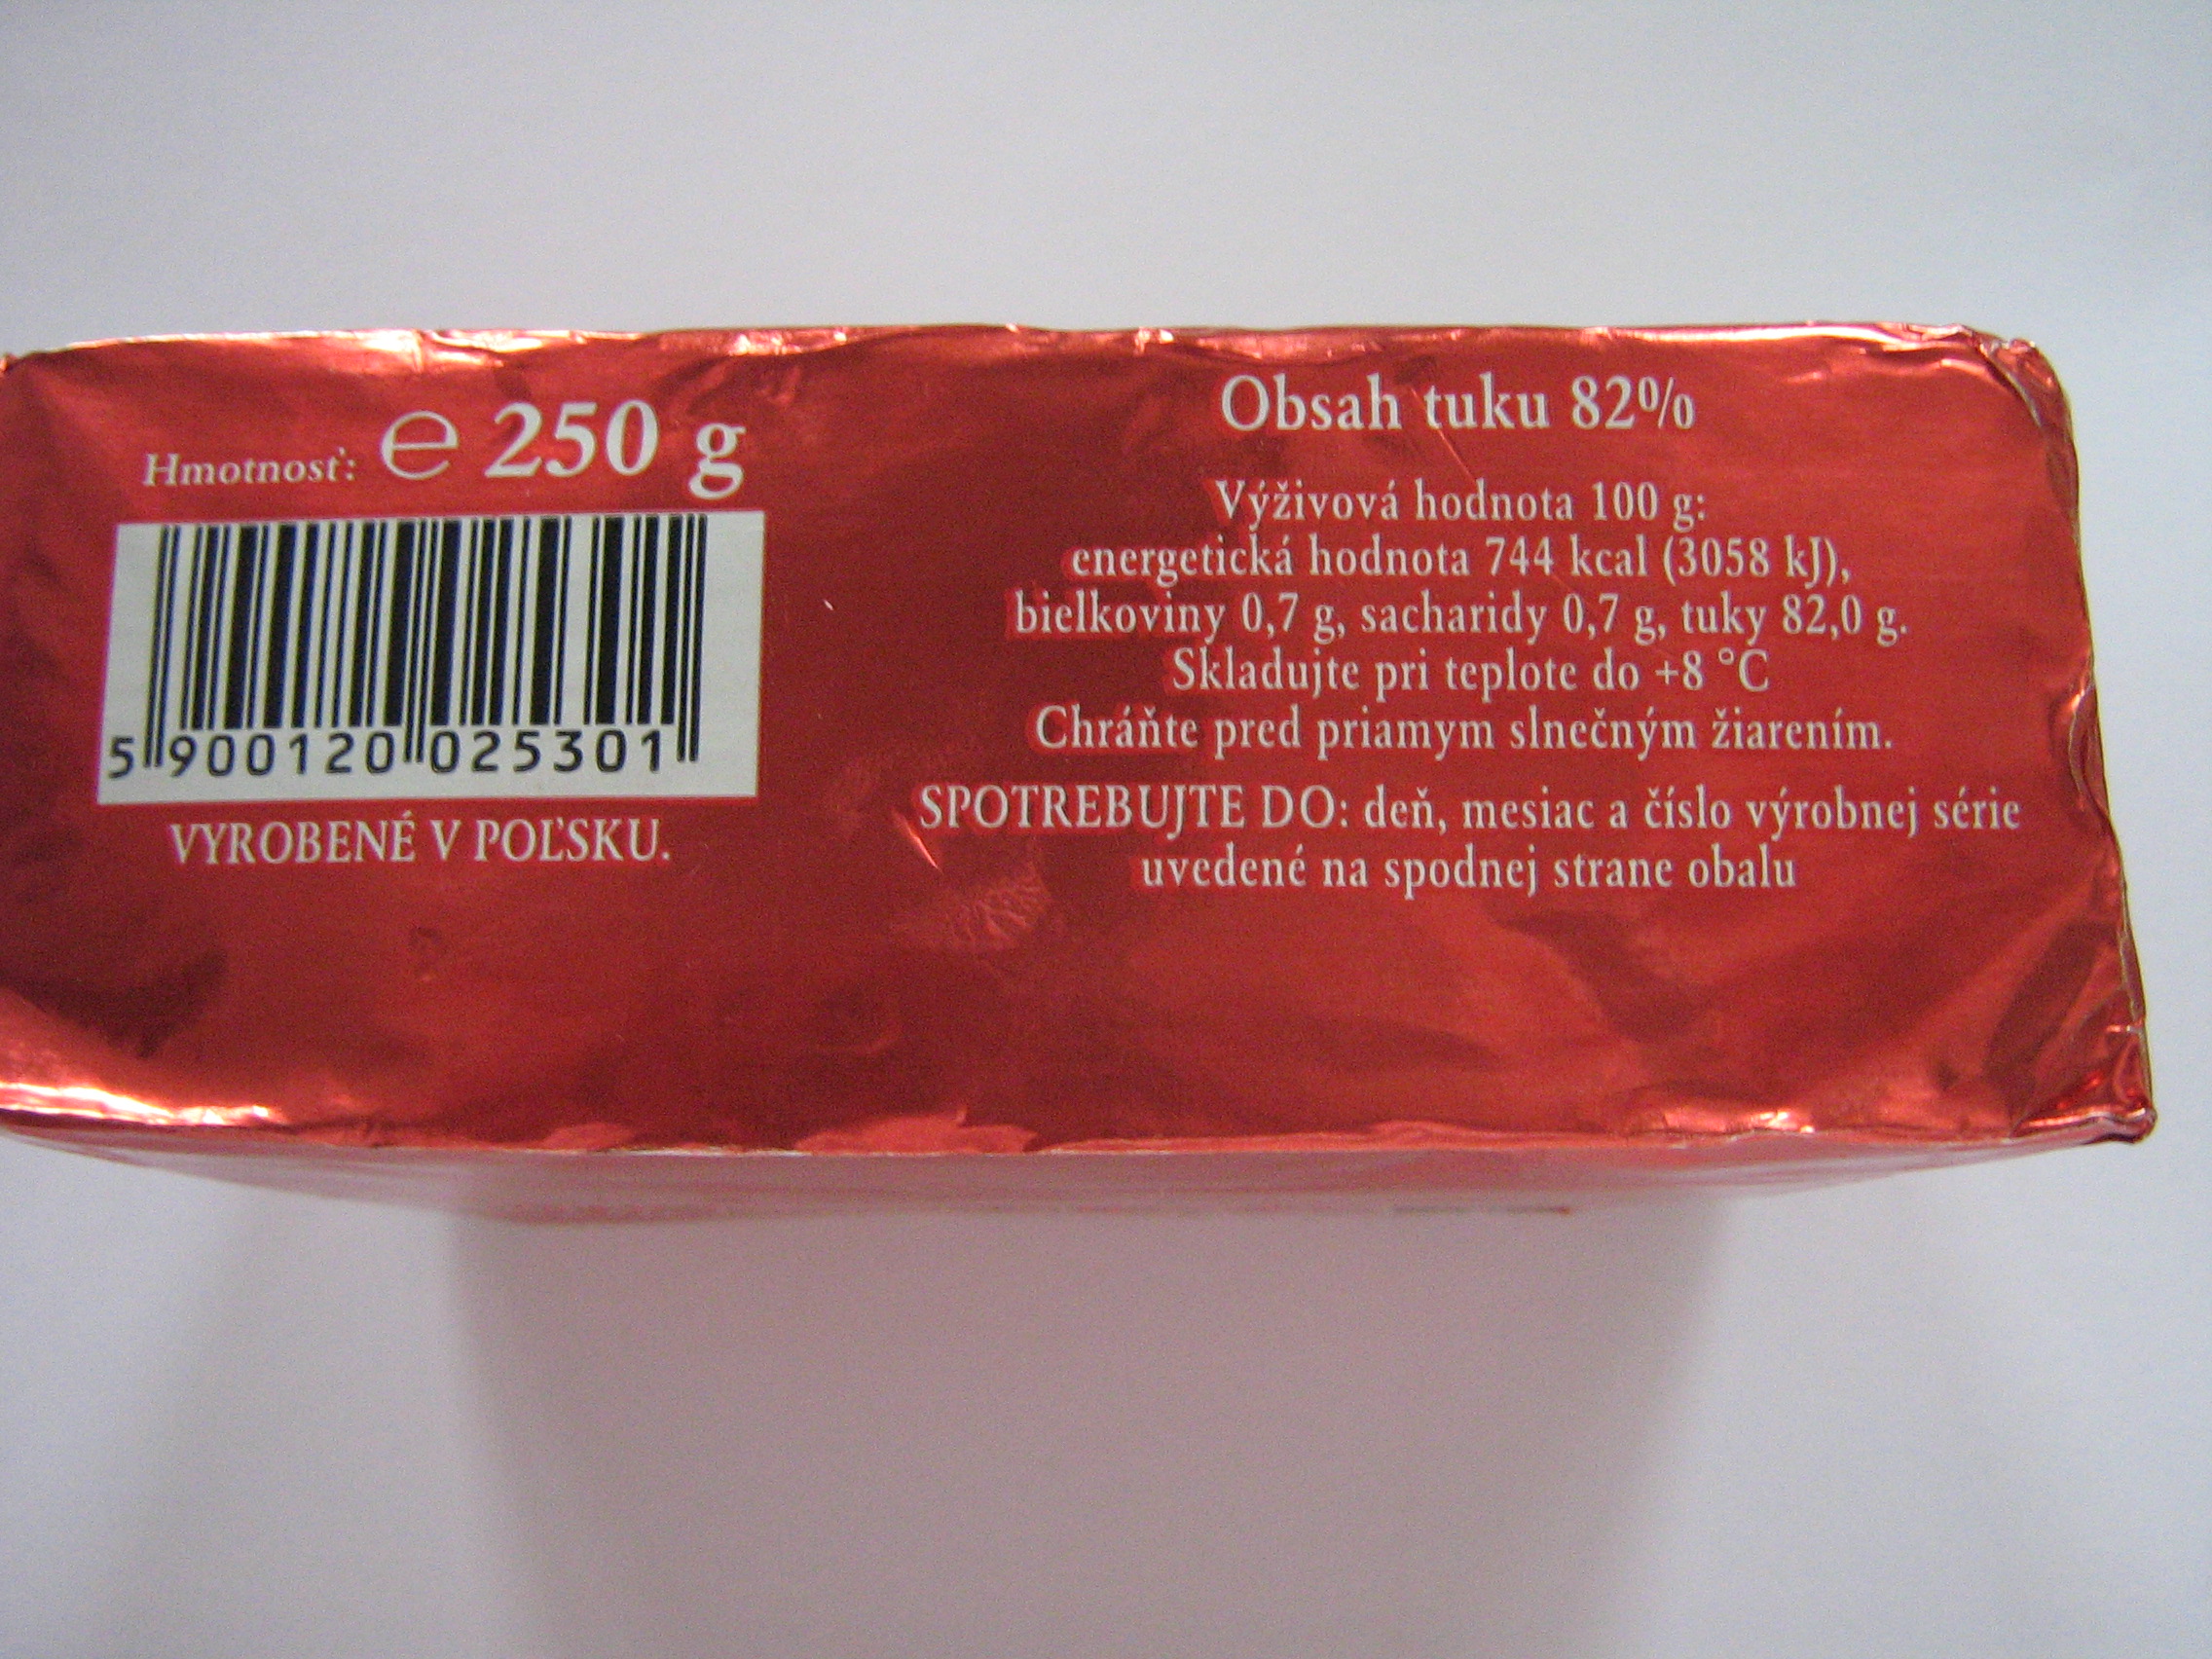 Hmotnosť: ℮ 250 g
5 900120 025301
VYROBENÉ V POĽSKU.
Obsah tuku 82%
Výživová hodnota 100 g:
energetická hodnota 744 kcal (3058 kJ),
bielkoviny 0,7 g, sacharidy 0,7 g, tuky 82,0 g.
Skladujte pri teplote do +8 °C
Chráňte pred priamym slnečným žiarením.
SPOTREBUJTE DO: deň, mesiac a číslo výrobnej série
uvedené na spodnej strane obalu